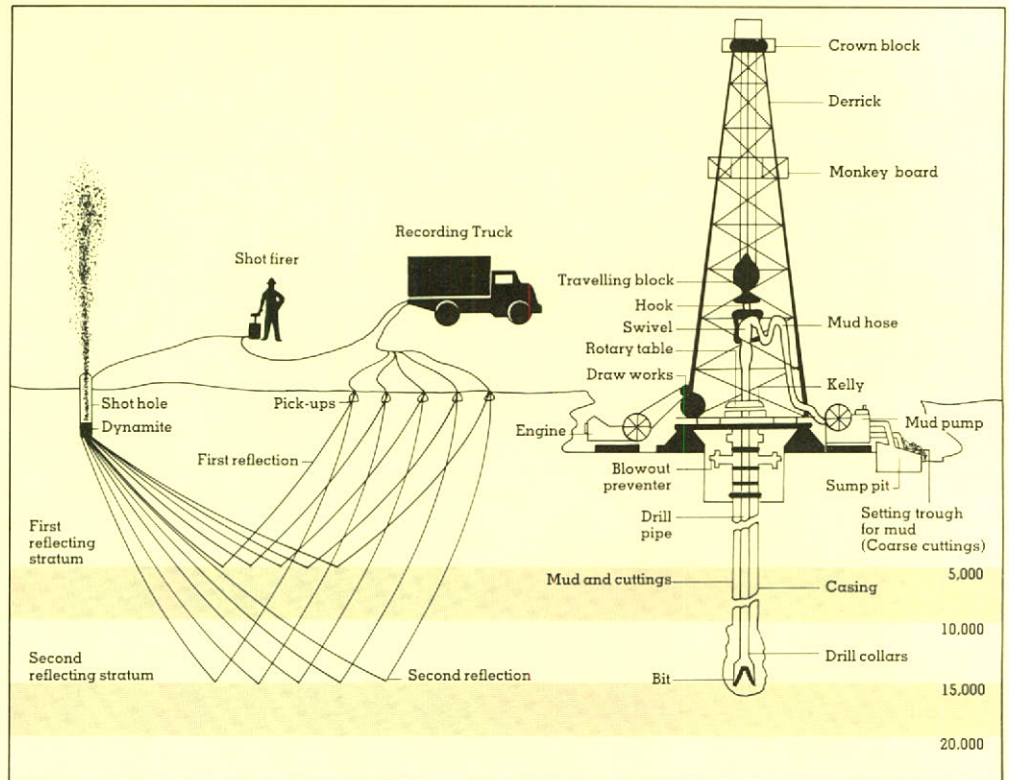 Crown block
Derrick
Monkey board
Recording Truck
Shot firer
Travelling block
Hook
Swivel
Mud hose
Rotary table
Draw works
Kelly
Shot hole
Pick-ups
Dynamite
Engine
Mud pump
First reflection
Blowout
preventer
Sump pit
Drill
pipe
Setting trough
for mud
(Coarse cuttings)
First
reflecting
stratum
5,000
Mud and cuttings
Casing
10.000
Second
reflecting stratum
Second reflection
Drill collars
Bit
15.000
20.000